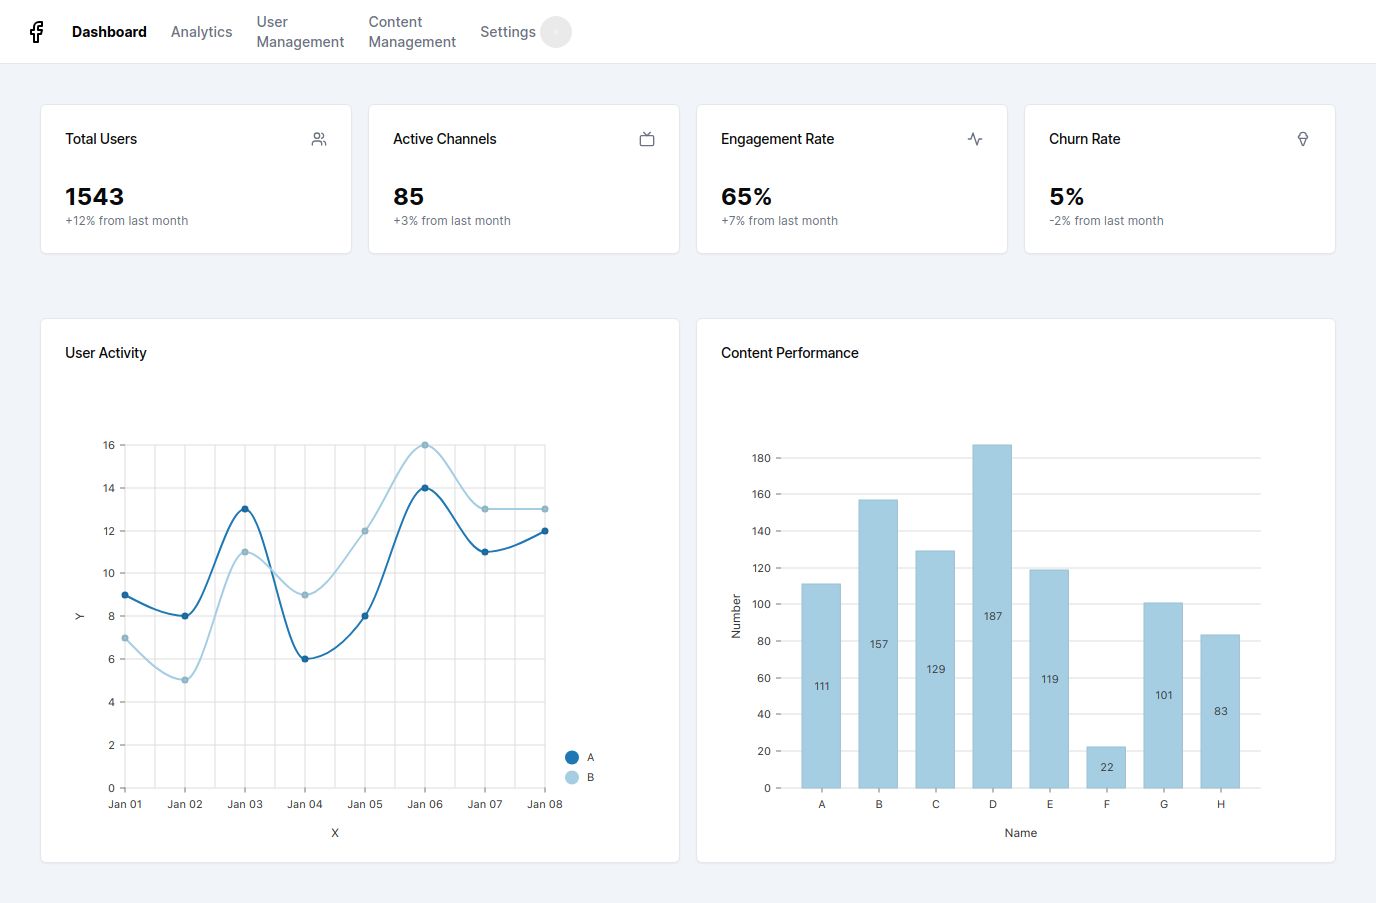 Dashboard Analytics User Management Content Management Settings
Total Users
1543
+12% from last month
Active Channels
85
+3% from last month
Engagement Rate
65%
+7% from last month
Churn Rate
5%
-2% from last month
User Activity
16
14
12
10
8
6
4
2
0
Y
Jan 01 Jan 02 Jan 03 Jan 04 Jan 05 Jan 06 Jan 07 Jan 08
X
A
B
Content Performance
180
160
140
120
100
80
60
40
20
0
Number
111 157 129 187 119 22 101 83
A B C D E F G H
Name